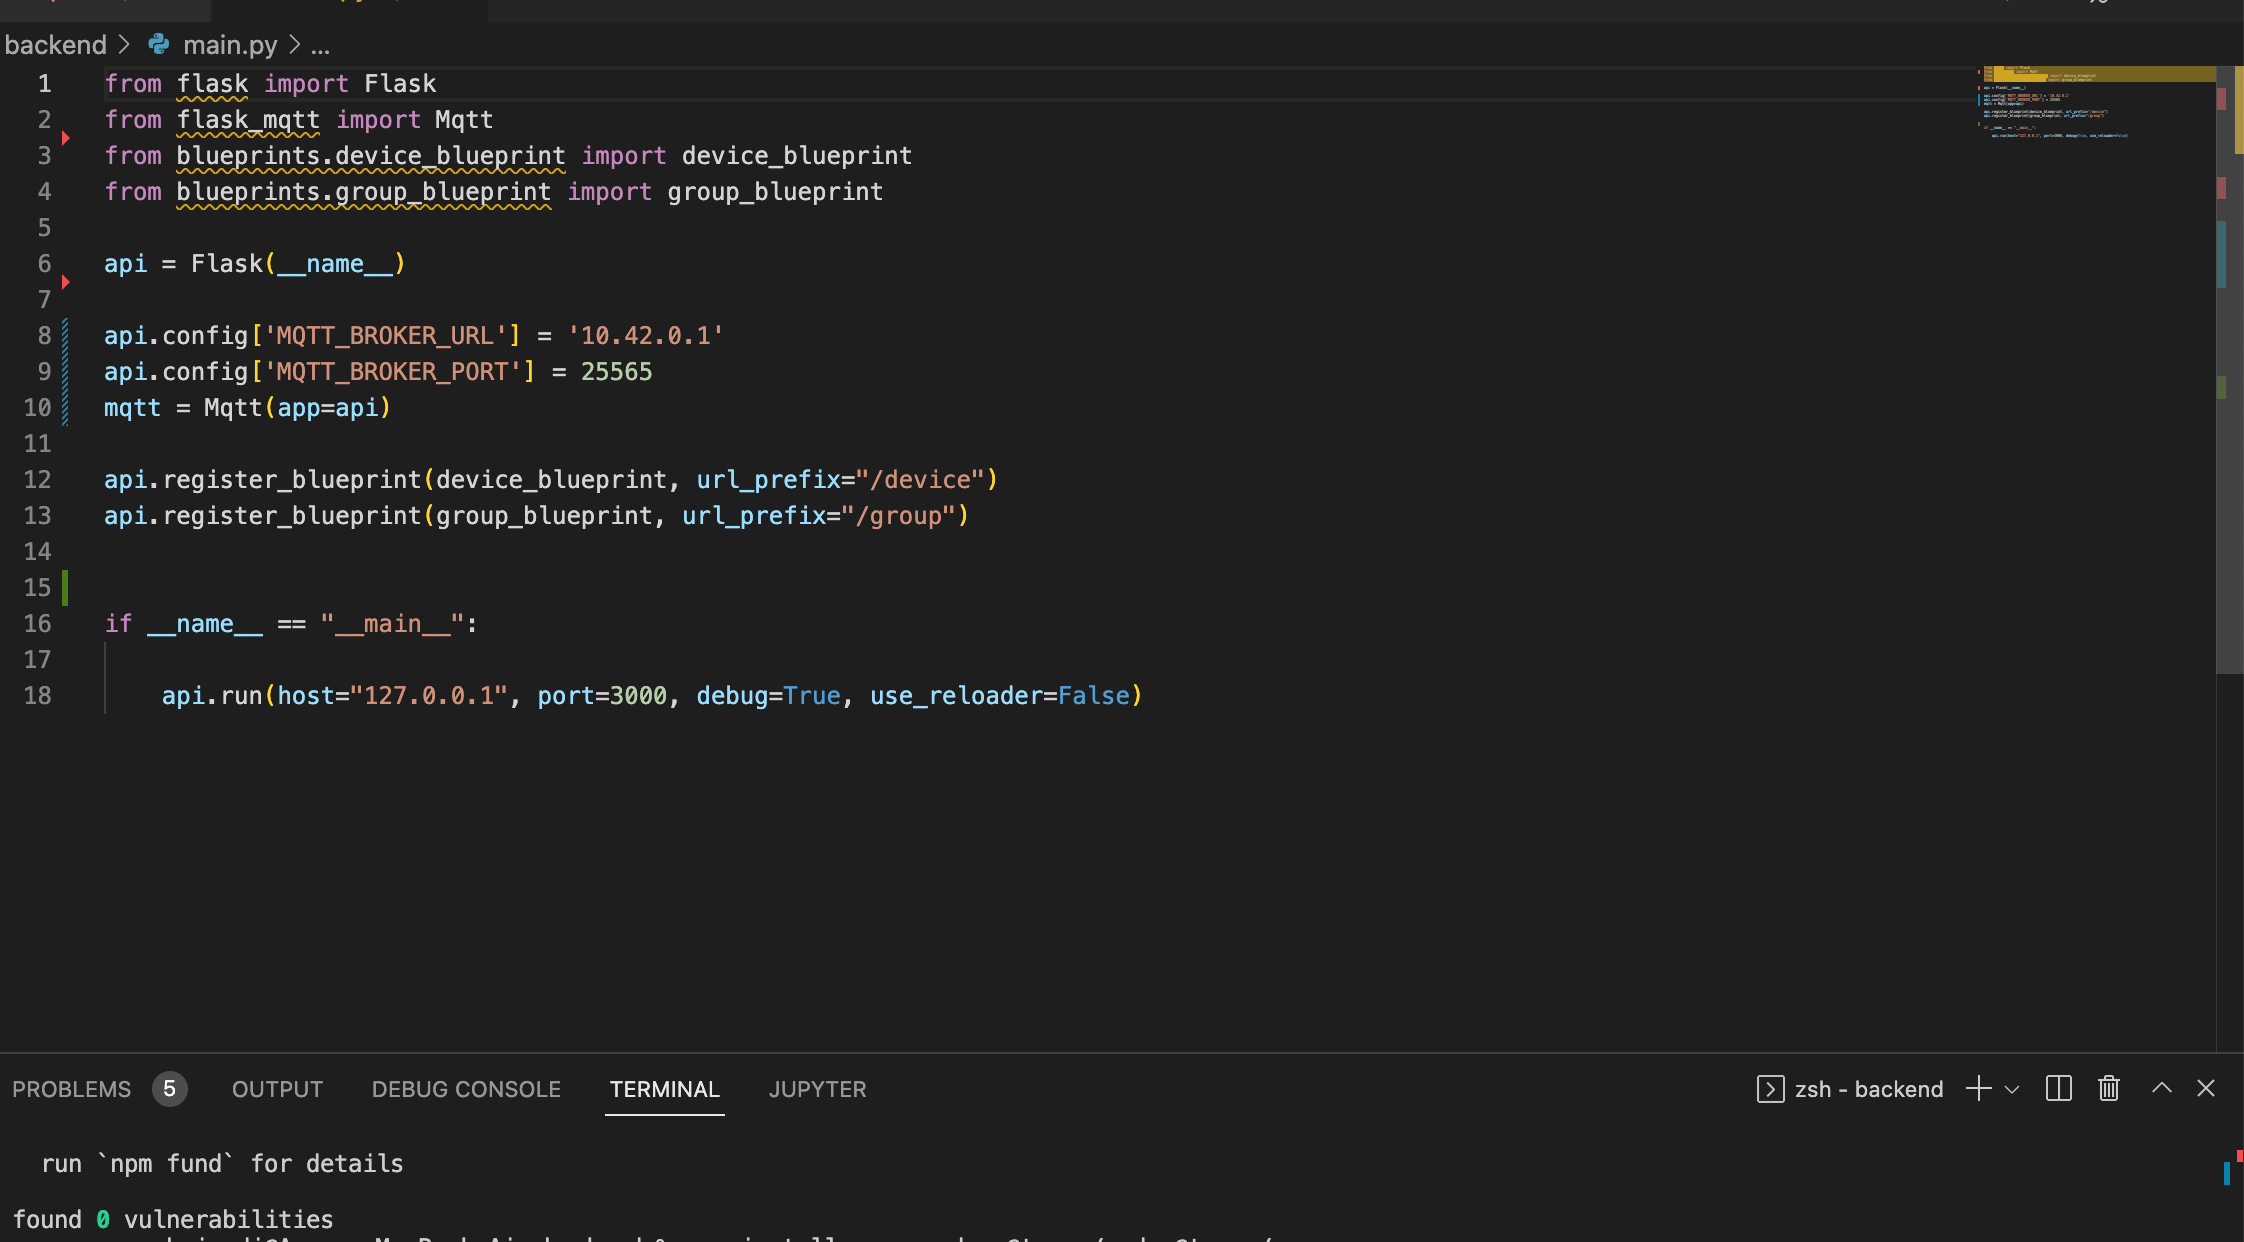 backend > main.py > ...
1 from flask import Flask
2 from flask_mqtt import Mqtt
3 from blueprints.device_blueprint import device_blueprint
4 from blueprints.group_blueprint import group_blueprint
5
6 api = Flask(__name__)
7
8 api.config['MQTT_BROKER_URL'] = '10.42.0.1'
9 api.config['MQTT_BROKER_PORT'] = 25565
10 mqtt = Mqtt(app=api)
11
12 api.register_blueprint(device_blueprint, url_prefix="/device")
13 api.register_blueprint(group_blueprint, url_prefix="/group")
14
15
16 if __name__ == "__main__":
17
18     api.run(host="127.0.0.1", port=3000, debug=True, use_reloader=False)
PROBLEMS 5 OUTPUT DEBUG CONSOLE TERMINAL JUPYTER zsh - backend
run `npm fund` for details
found 0 vulnerabilities